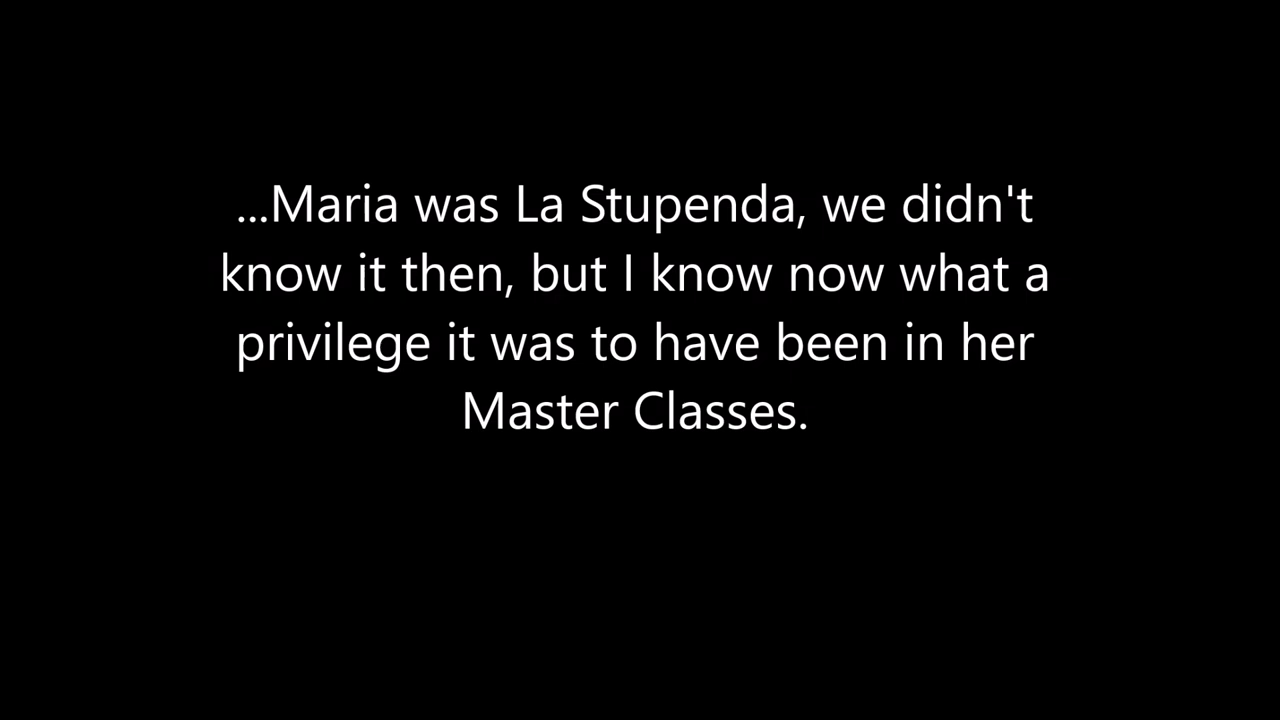 ...Maria was La Stupenda, we didn't
know it then, but I know now what a
privilege it was to have been in her
Master Classes.